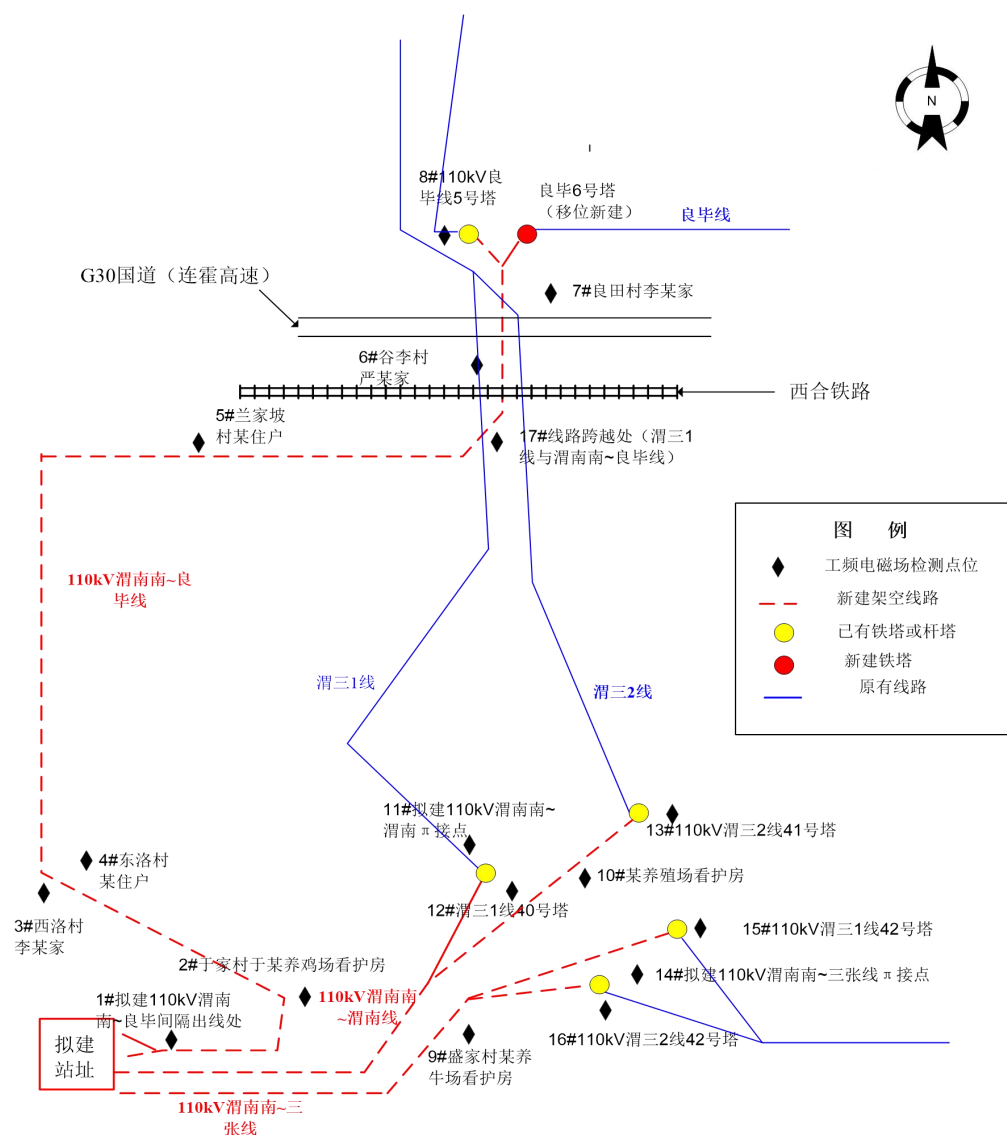 N
8#110kV良
毕线5号塔
良毕6号塔
（移位新建）
良毕线
G30国道（连霍高速）
7#良田村李某家
6#谷李村
严某家
西合铁路
5#兰家坡
村某住户
17#线路跨越处（渭三1
线与渭南南~良毕线）
图 例
工频电磁场检测点位
新建架空线路
已有铁塔或杆塔
新建铁塔
原有线路
110kV渭南南~良
毕线
渭三1线
渭三2线
11#拟建110kV渭南南~
渭南π接点
13#110kV渭三2线41号塔
4#东洛村
某住户
10#某养殖场看护房
12#渭三1线40号塔
3#西洛村
李某家
15#110kV渭三1线42号塔
2#于家村于某养鸡场看护房
14#拟建110kV渭南南~三张线π接点
1#拟建110kV渭南
南~良毕间隔出线处
110kV渭南南
~渭南线
16#110kV渭三2线42号塔
拟建
站址
9#盛家村某养
牛场看护房
110kV渭南南~三
张线